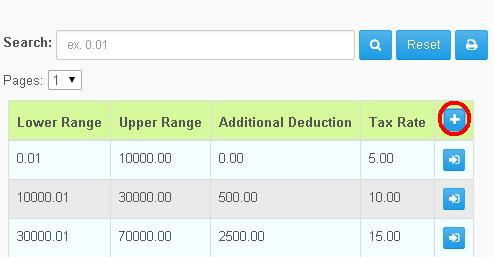 Search: ex. 0.01 Reset
Pages: 1
Lower Range Upper Range Additional Deduction Tax Rate
0.01 10000.00 0.00 5.00
10000.01 30000.00 500.00 10.00
30000.01 70000.00 2500.00 15.00